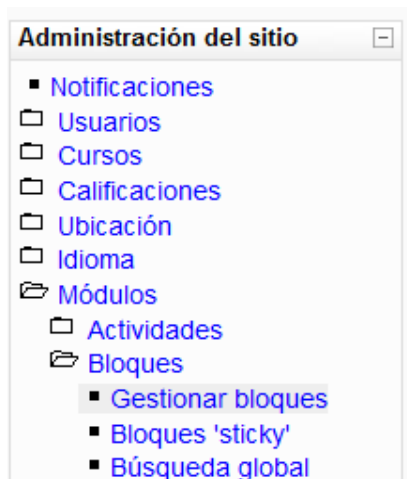 Administración del sitio
Notificaciones
Usuarios
Cursos
Calificaciones
Ubicación
Idioma
Módulos
Actividades
Bloques
Gestionar bloques
Bloques 'sticky'
Búsqueda global